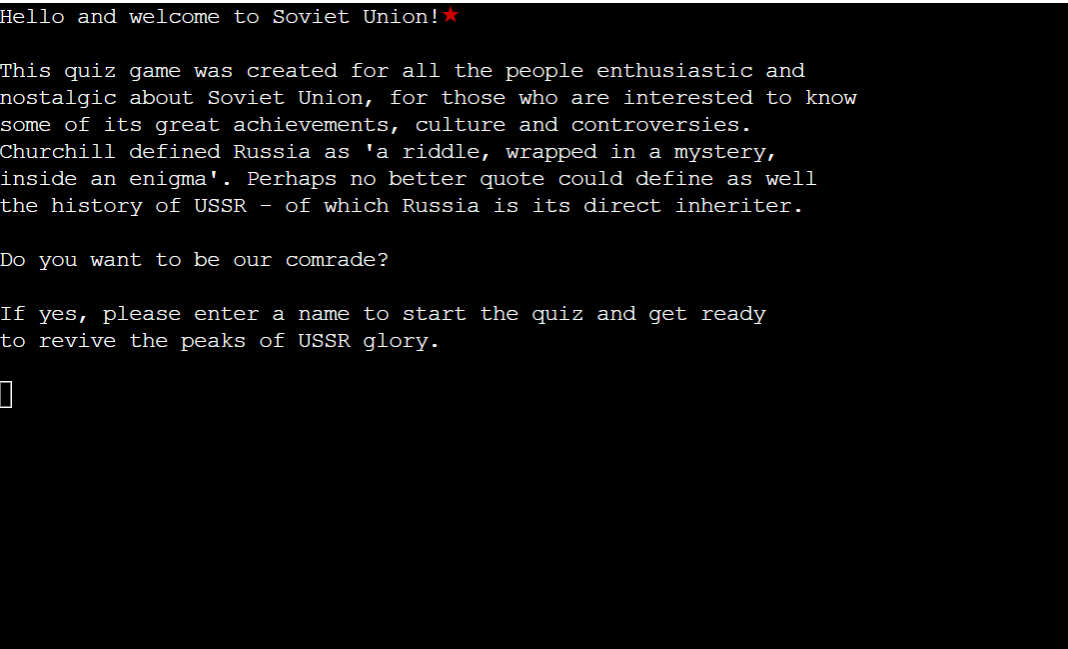 Hello and welcome to Soviet Union!★
This quiz game was created for all the people enthusiastic and
nostalgic about Soviet Union, for those who are interested to know
some of its great achievements, culture and controversies.
Churchill defined Russia as 'a riddle, wrapped in a mystery,
inside an enigma'. Perhaps no better quote could define as well
the history of USSR – of which Russia is its direct inheriter.
Do you want to be our comrade?
If yes, please enter a name to start the quiz and get ready
to revive the peaks of USSR glory.